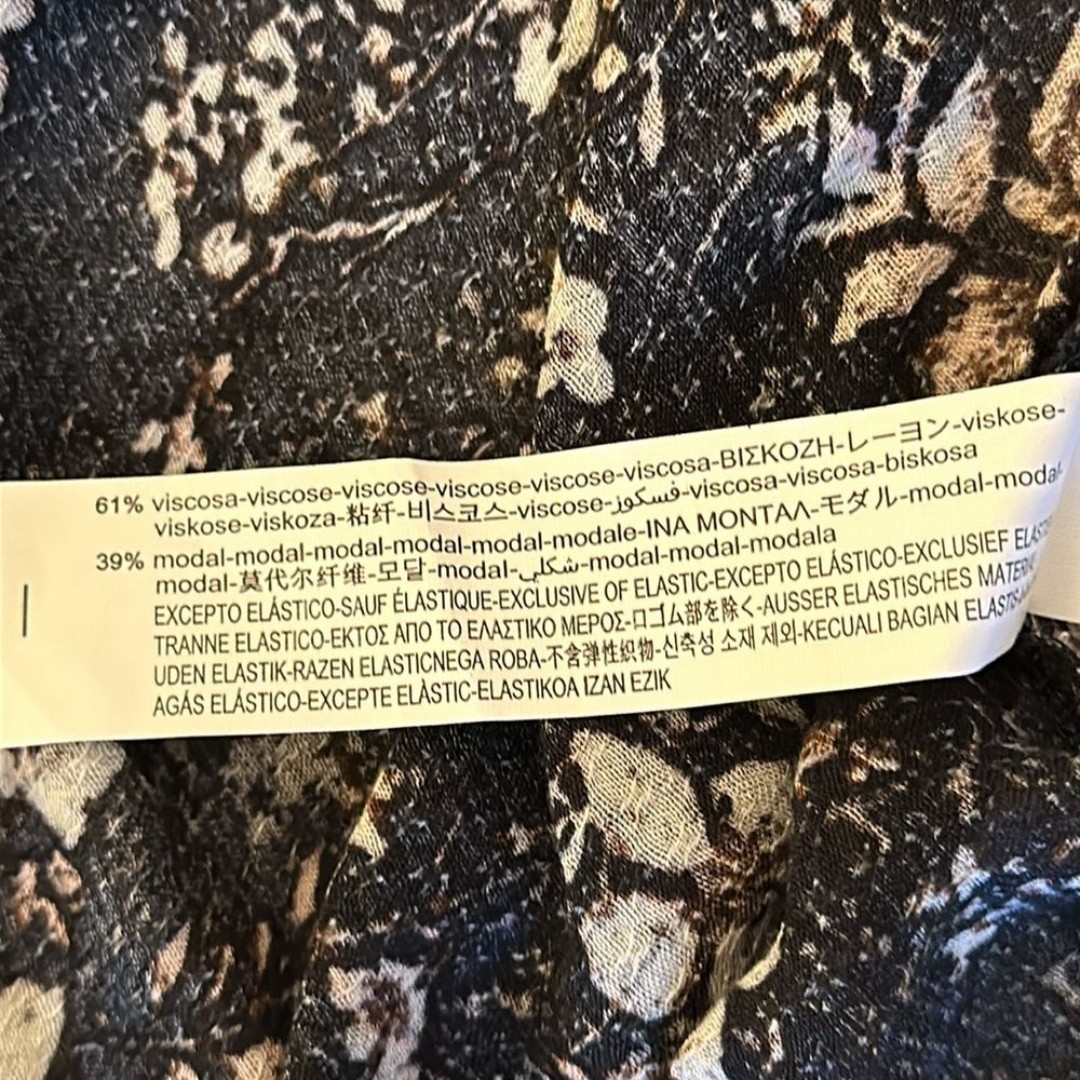 61% viscosa-viscose-viscose-viscose-viscose-viscosa-ΒΙΣΚΟΖΗ-レーヨン-viskose-
viskose-viskoza-粘纤-비스코스-viscose-فسكوز-viscosa-viscosa-biskosa
39% modal-modal-modal-modal-modal-modale-INA MONTAΛ-モダル-modal-modal-
modal-莫代尔纤维-모달-modal-شكلي-modal-modal-modala
EXCEPTO ELÁSTICO-SAUF ÉLASTIQUE-EXCLUSIVE OF ELASTIC-EXCEPTO ELÁSTICO-EXCLUSIEF
TRANNE ELASTICO-ΕΚΤΟΣ ΑΠΟ ΤΟ ΕΛΑΣΤΙΚΟ ΜΕΡΟΣ-ロゴム部を除く-AUSSER ELASTISCHES
UDEN ELASTIK-RAZEN ELASTICNEGA ROBA-不含弹性织物-신축성 소재 제외-KECUALI BAGIAN
AGÁS ELÁSTICO-EXCEPTE ELÀSTIC-ELASTIKOA IZAN EZIK